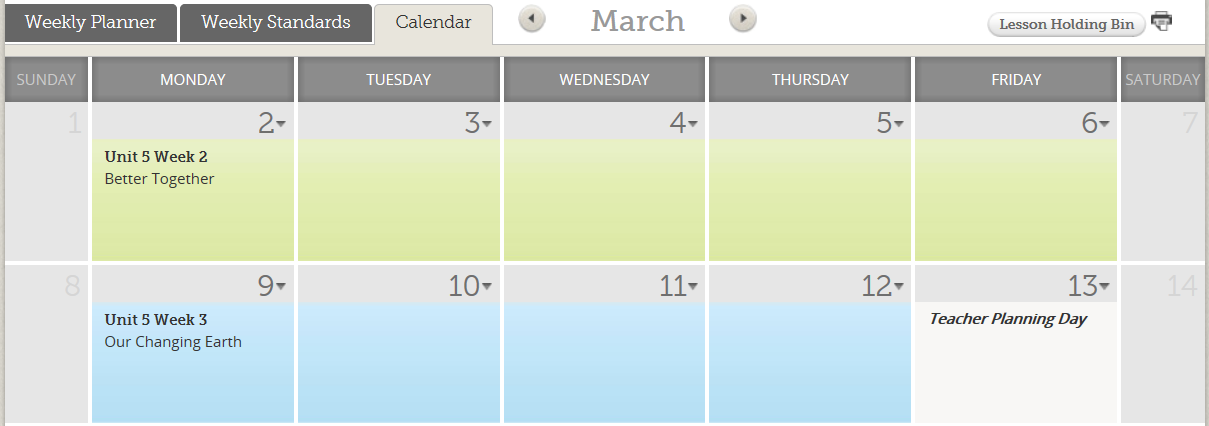 Weekly Planner Weekly Standards Calendar March Lesson Holding Bin
SUNDAY MONDAY TUESDAY WEDNESDAY THURSDAY FRIDAY SATURDAY
1 2 3 4 5 6 7
Unit 5 Week 2
Better Together
8 9 10 11 12 13 14
Unit 5 Week 3 Teacher Planning Day
Our Changing Earth